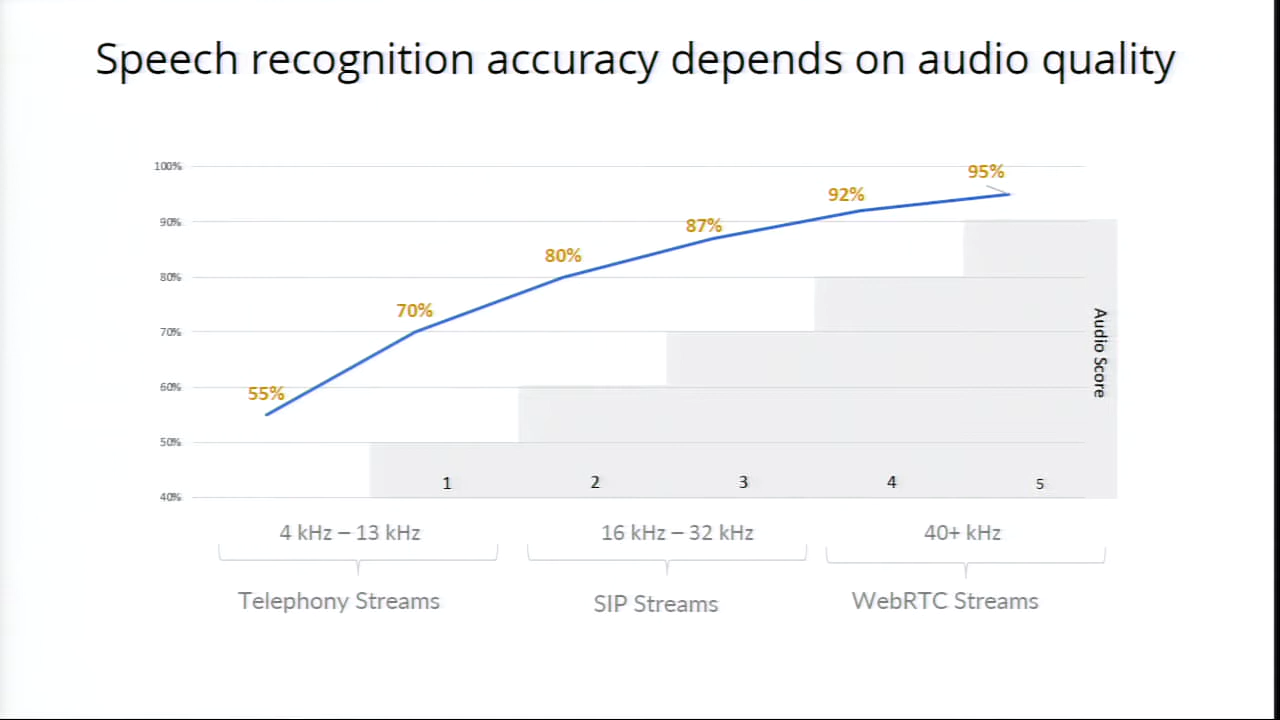 Speech recognition accuracy depends on audio quality
100%
90%
80%
70%
60%
50%
40%
55%
70%
80%
87%
92%
95%
Audio Score
1
2
3
4
5
4 kHz – 13 kHz
16 kHz – 32 kHz
40+ kHz
Telephony Streams
SIP Streams
WebRTC Streams